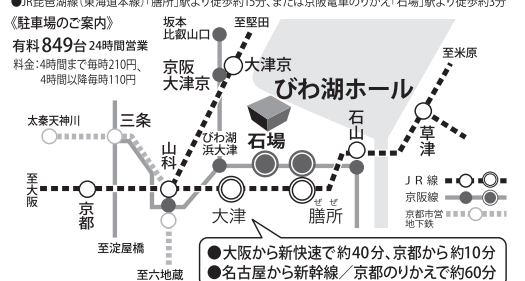 ●JR琵琶湖線(東海道本線)「膳所」駅より徒歩約15分、または京阪電車のりかえ「石場」駅より徒歩約3分
《駐車場のご案内》
有料849台 24時間営業
料金:4時間まで毎時210円、
4時間以降毎時110円
坂本
比叡山口
至堅田
京阪
大津京
大津京
びわ湖ホール
至米原
太秦天神川
三条
山科
びわ湖
浜大津
石場
石山
草津
至大阪
京都
大津
ぜぜ
膳所
JR線
京阪線
京都市営
地下鉄
至淀屋橋
至六地蔵
●大阪から新快速で約40分、京都から約10分
●名古屋から新幹線/京都のりかえで約60分